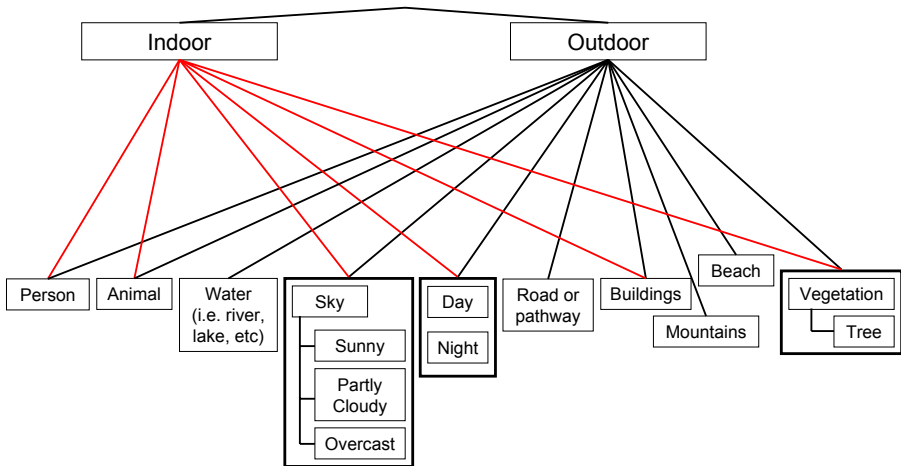 Indoor
Outdoor
Person
Animal
Water
(i.e. river,
lake, etc)
Sky
Sunny
Partly
Cloudy
Overcast
Day
Night
Road or
pathway
Buildings
Mountains
Beach
Vegetation
Tree